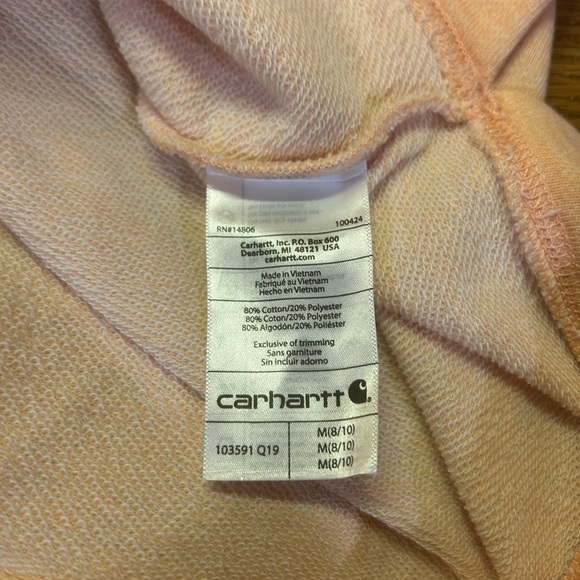 RN#14806 100424
Carhartt, Inc. P.O. Box 600
Dearborn, MI 48121 USA
carhartt.com
Made in Vietnam
Fabriqué au Vietnam
Hecho en Vietnam
80% Cotton/20% Polyester
80% Coton/20% Polyester
80% Algodón/20% Poliéster
Exclusive of trimming
Sans garniture
Sin incluir adorno
carhartt
103591 Q19 M(8/10)
M(8/10)
M(8/10)